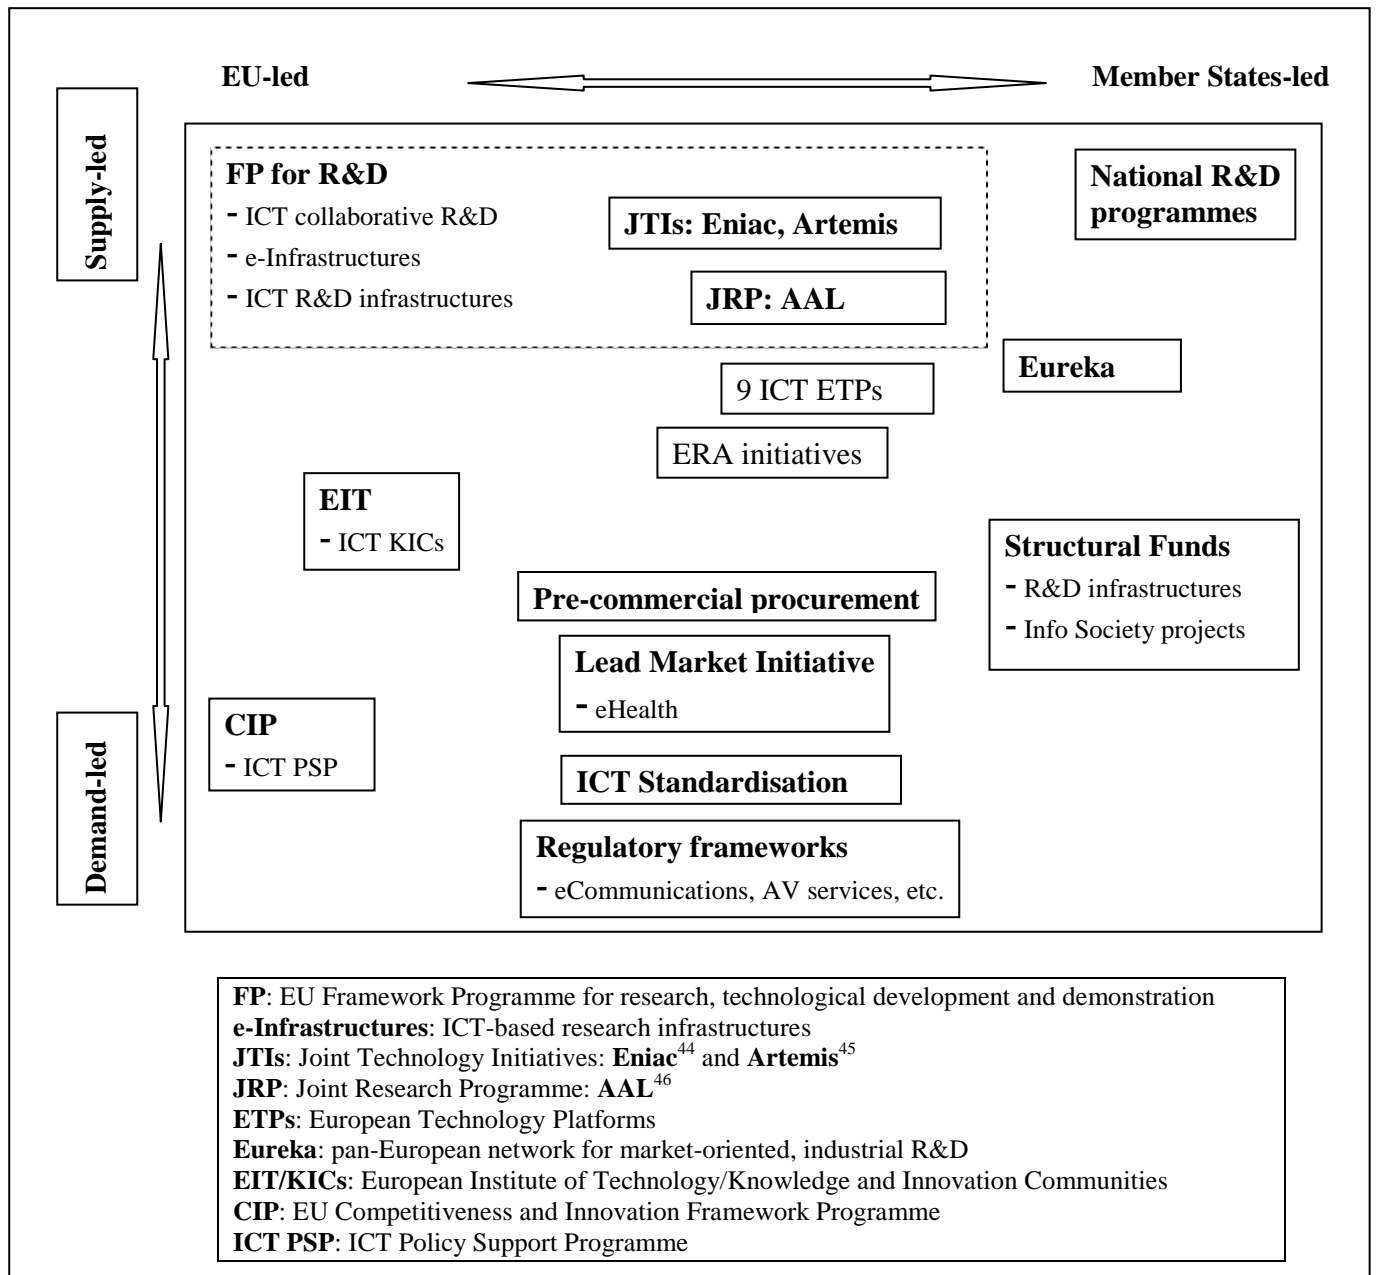 EU-led
Member States-led
Supply-led
FP for R&D
- ICT collaborative R&D
- e-Infrastructures
- ICT R&D infrastructures
JTIs: Eniac, Artemis
JRP: AAL
National R&D
programmes
Eureka
9 ICT ETPs
ERA initiatives
EIT
- ICT KICs
Structural Funds
- R&D infrastructures
- Info Society projects
Pre-commercial procurement
Lead Market Initiative
- eHealth
CIP
- ICT PSP
Demand-led
ICT Standardisation
Regulatory frameworks
- eCommunications, AV services, etc.
FP: EU Framework Programme for research, technological development and demonstration
e-Infrastructures: ICT-based research infrastructures
JTIs: Joint Technology Initiatives: Eniac44 and Artemis45
JRP: Joint Research Programme: AAL46
ETPs: European Technology Platforms
Eureka: pan-European network for market-oriented, industrial R&D
EIT/KICs: European Institute of Technology/Knowledge and Innovation Communities
CIP: EU Competitiveness and Innovation Framework Programme
ICT PSP: ICT Policy Support Programme